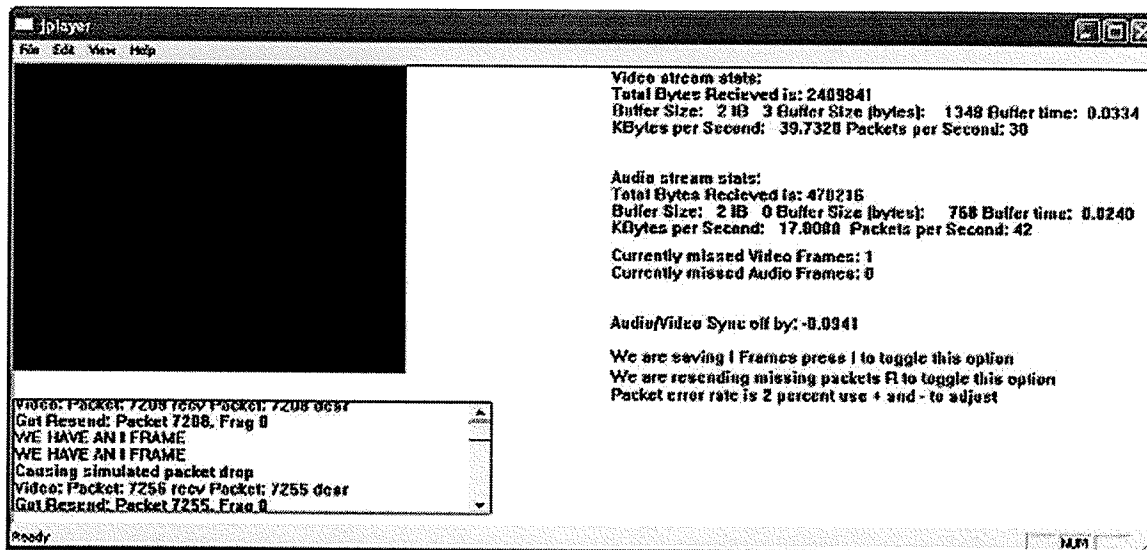 jplayer
File Edit View Help
Video stream stats:
Total Bytes Recieved is: 2409841
Buffer Size: 2 IB 3 Buffer Size (bytes): 1348 Buffer time: 0.0334
KBytes per Second: 39.7320 Packets per Second: 30
Audio stream stats:
Total Bytes Recieved is: 470216
Buffer Size: 2 IB 0 Buffer Size (bytes): 768 Buffer time: 0.0240
KBytes per Second: 17.0000 Packets per Second: 42
Currently missed Video Frames: 1
Currently missed Audio Frames: 0
Audio/Video Sync off by: -0.0941
We are saving I Frames press I to toggle this option
We are resending missing packets R to toggle this option
Packet error rate is 2 percent use + and - to adjust
Video: Packet: 7209 recv Packet: 7208 desr
Got Resend: Packet 7208, Frag 0
WE HAVE AN I FRAME
WE HAVE AN I FRAME
Causing simulated packet drop
Video: Packet: 7256 recv Packet: 7255 desr
Got Resend: Packet 7255, Frag 0
Ready
NUM